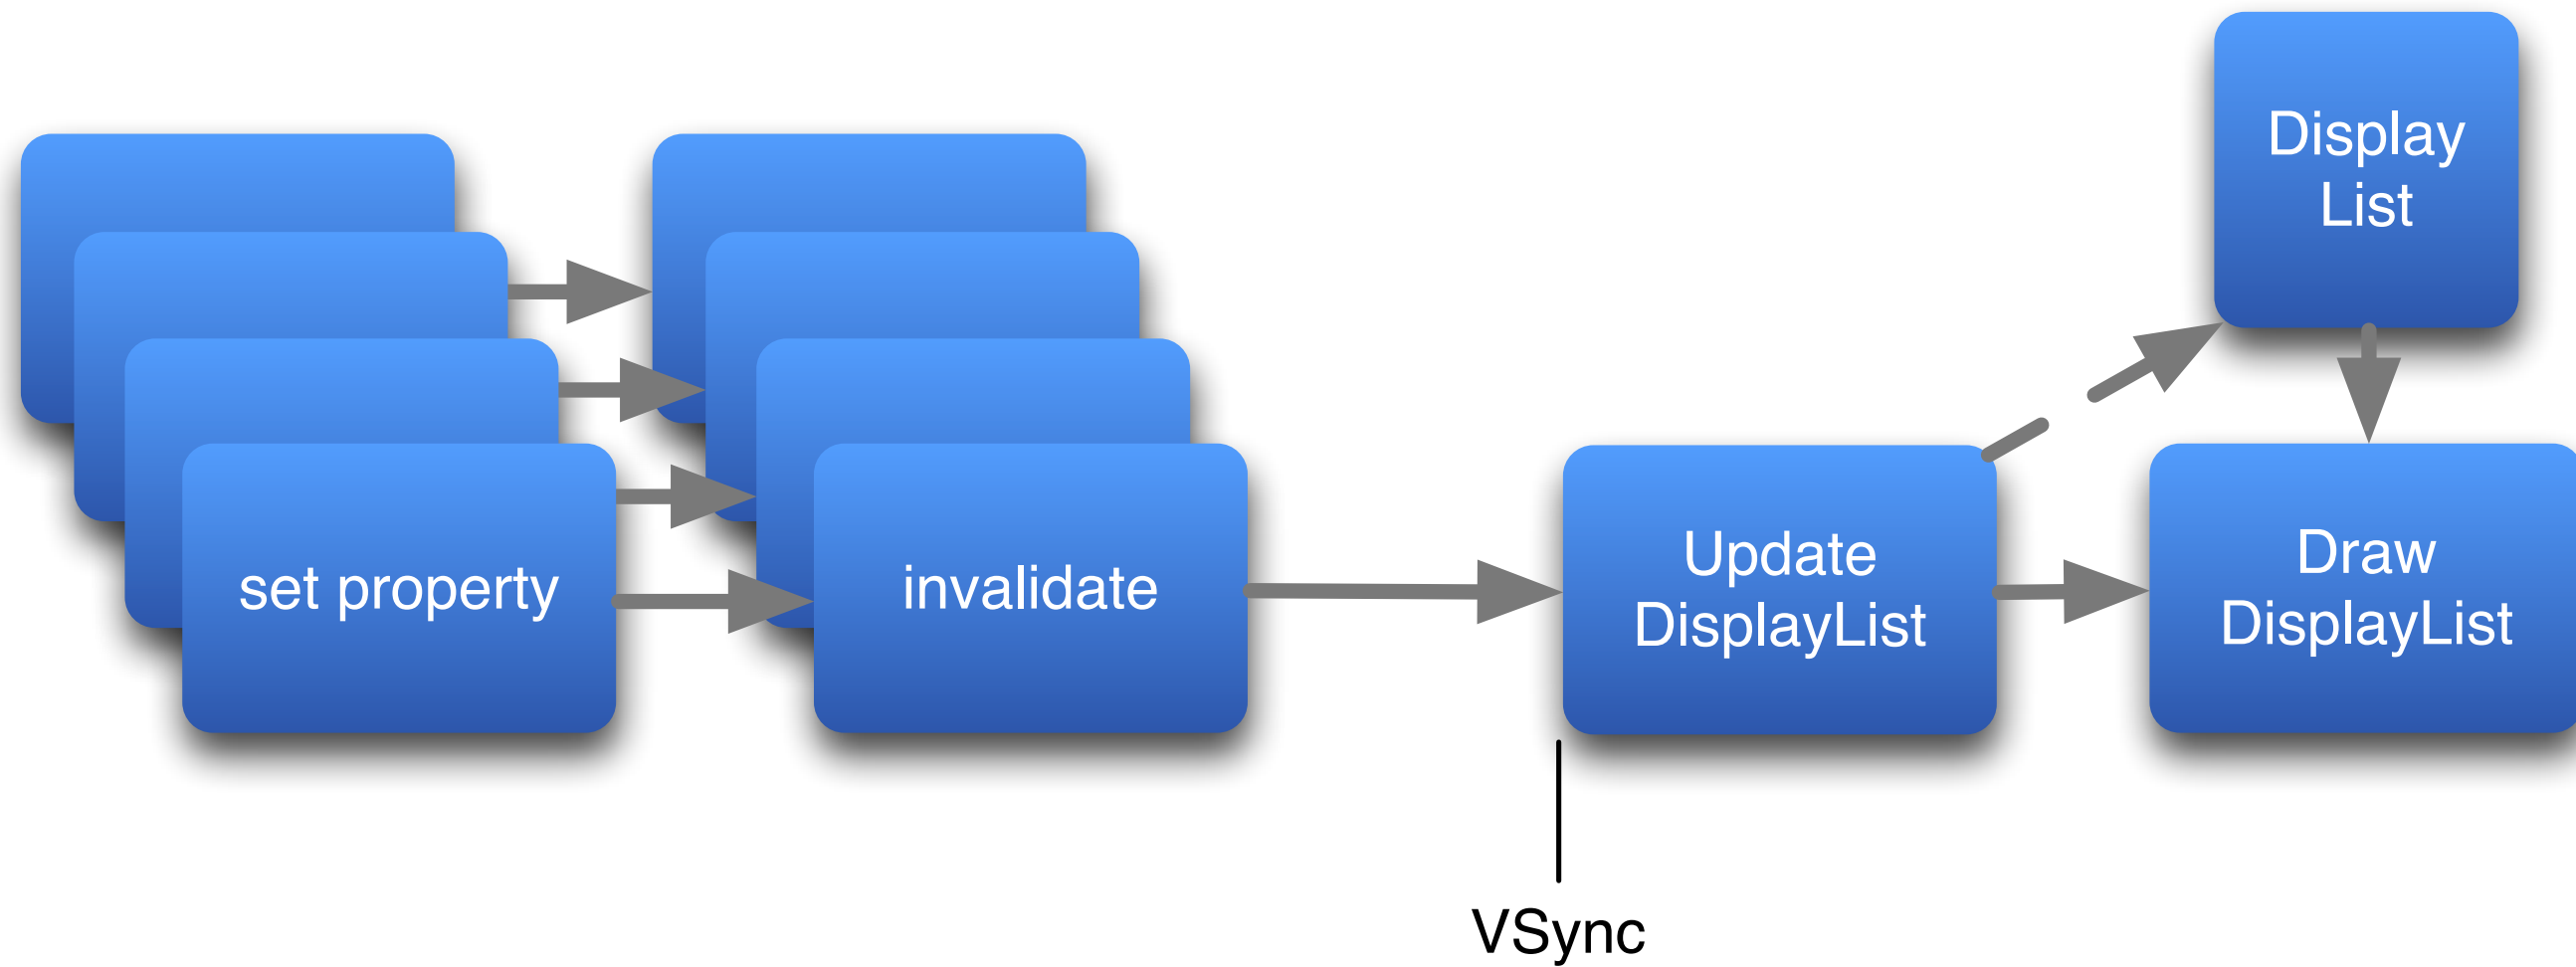 Display
List
set property
invalidate
Update
DisplayList
Draw
DisplayList
VSync